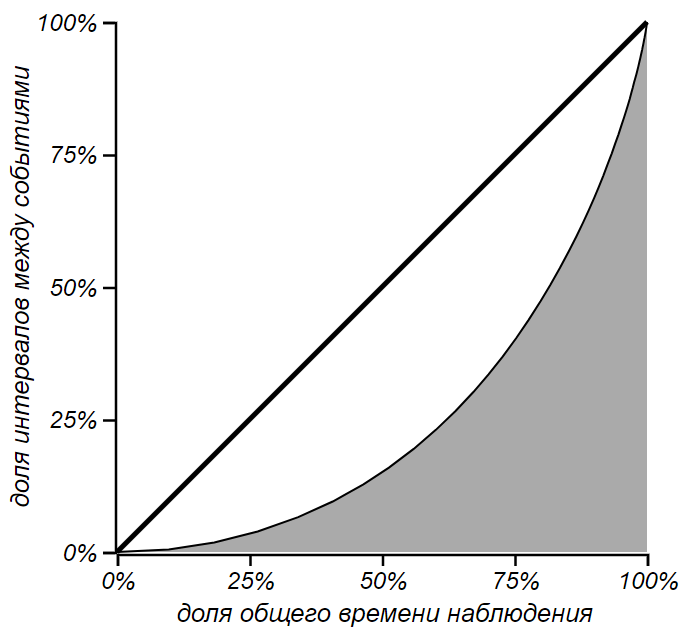 доля интервалов между событиями
100%
75%
50%
25%
0%
0% 25% 50% 75% 100%
доля общего времени наблюдения